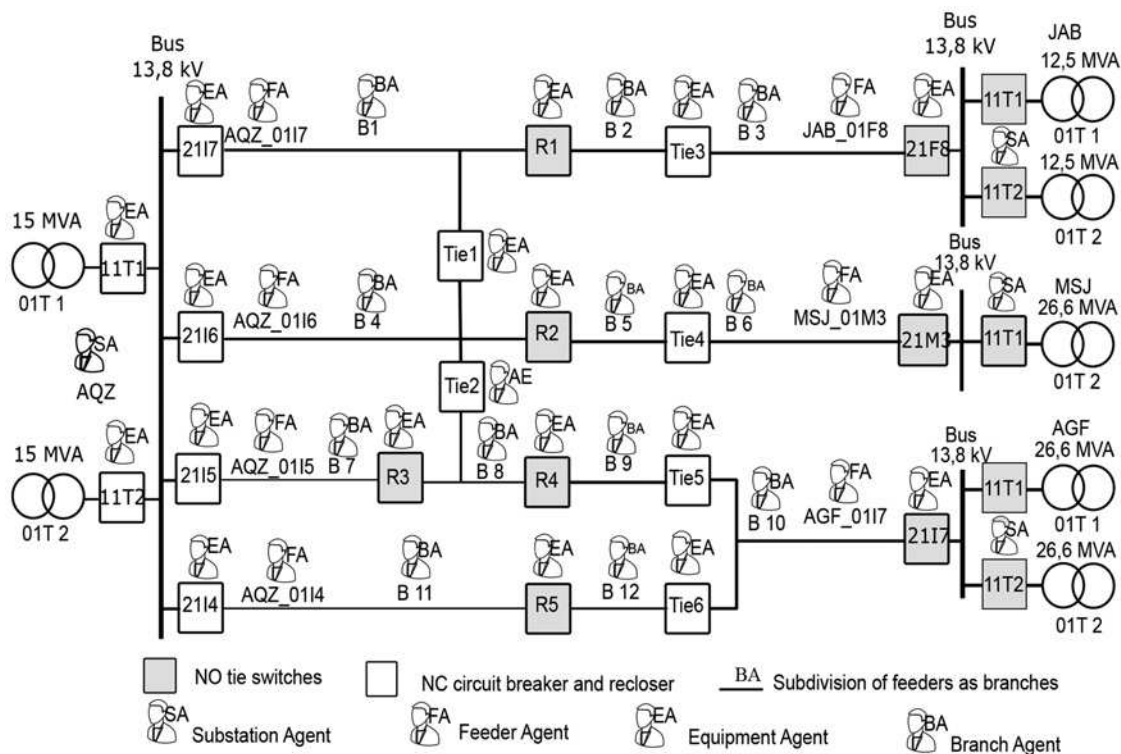 Bus
13,8 kV
EA
FA
AQZ_01I7
BA
B1
EA
BA
B 2
EA
BA
B 3
FA
JAB_01F8
EA
Bus
13,8 kV
JAB
12,5 MVA
21I7
R1
Tie3
21F8
11T1
01T 1
SA
12,5 MVA
11T2
01T 2
15 MVA
EA
11T1
01T 1
Tie1
EA
EA
FA
AQZ_01I6
BA
B 4
EA
BA
B 5
EA
BA
B 6
FA
MSJ_01M3
EA
Bus
13,8 kV
SA
MSJ
26,6 MVA
21I6
R2
Tie4
21M3
11T1
01T 2
SA
AQZ
Tie2
AE
15 MVA
EA
11T2
01T 2
EA
FA
AQZ_01I5
BA
B 7
EA
BA
B 8
EA
BA
B 9
EA
21I5
R3
R4
Tie5
BA
B 10
FA
AGF_01I7
EA
Bus
13,8 kV
AGF
26,6 MVA
11T1
01T 1
21I7
SA
26,6 MVA
11T2
01T 2
EA
FA
AQZ_01I4
BA
B 11
EA
BA
B 12
EA
21I4
R5
Tie6
NO tie switches
NC circuit breaker and recloser
BA
Subdivision of feeders as branches
SA
Substation Agent
FA
Feeder Agent
EA
Equipment Agent
BA
Branch Agent